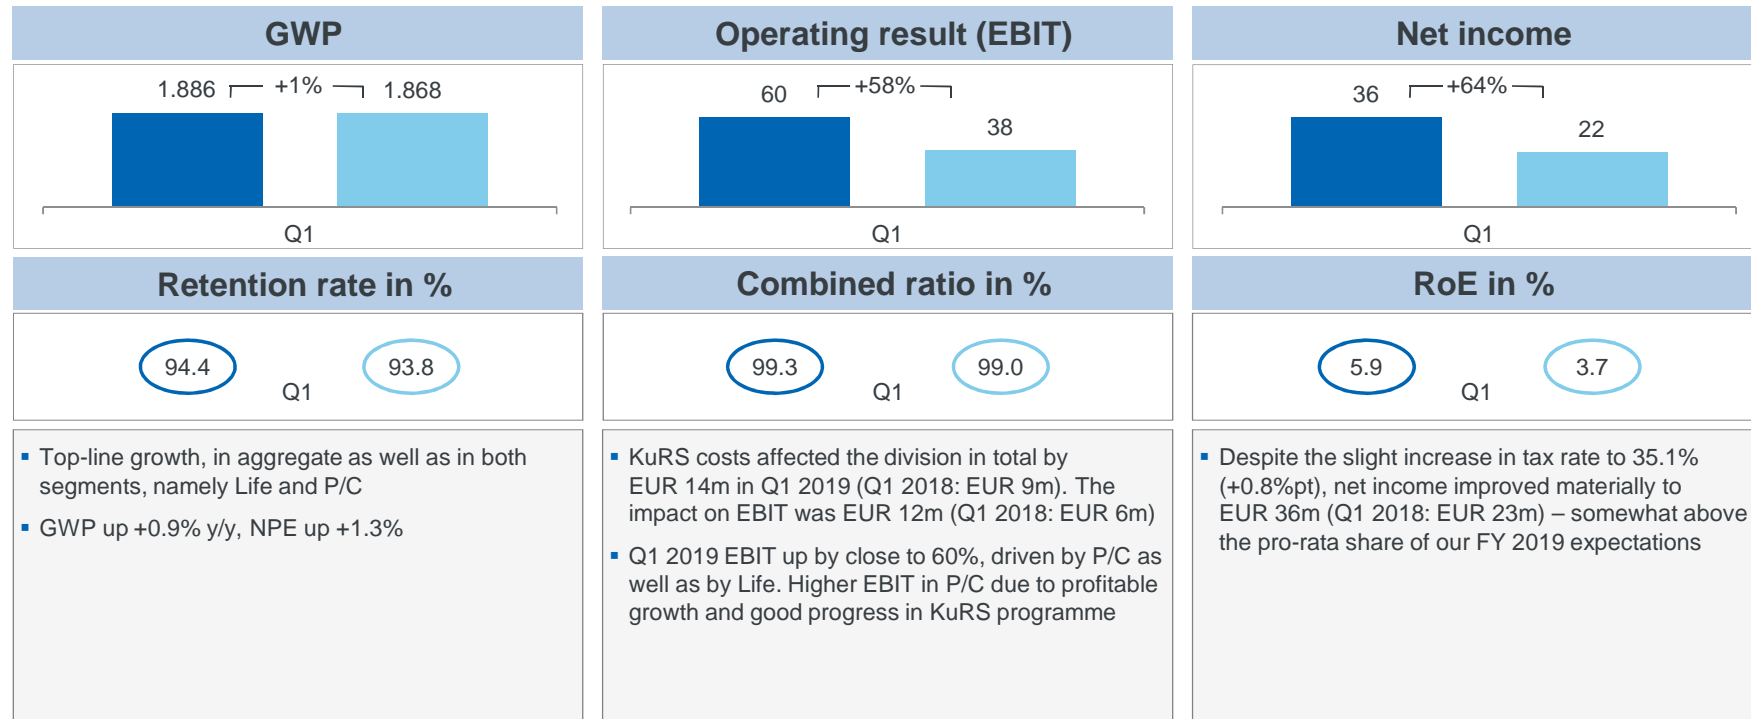 GWP
1.886
+1%
1.868
Q1
Operating result (EBIT)
60
+58%
38
Q1
Net income
36
+64%
22
Q1
Retention rate in %
94.4
93.8
Q1
Combined ratio in %
99.3
99.0
Q1
RoE in %
5.9
3.7
Q1
▪ Top-line growth, in aggregate as well as in both
segments, namely Life and P/C
▪ GWP up +0.9% y/y, NPE up +1.3%
▪ KuRS costs affected the division in total by
EUR 14m in Q1 2019 (Q1 2018: EUR 9m). The
impact on EBIT was EUR 12m (Q1 2018: EUR 6m)
▪ Q1 2019 EBIT up by close to 60%, driven by P/C as
well as by Life. Higher EBIT in P/C due to profitable
growth and good progress in KuRS programme
▪ Despite the slight increase in tax rate to 35.1%
(+0.8%pt), net income improved materially to
EUR 36m (Q1 2018: EUR 23m) – somewhat above
the pro-rata share of our FY 2019 expectations